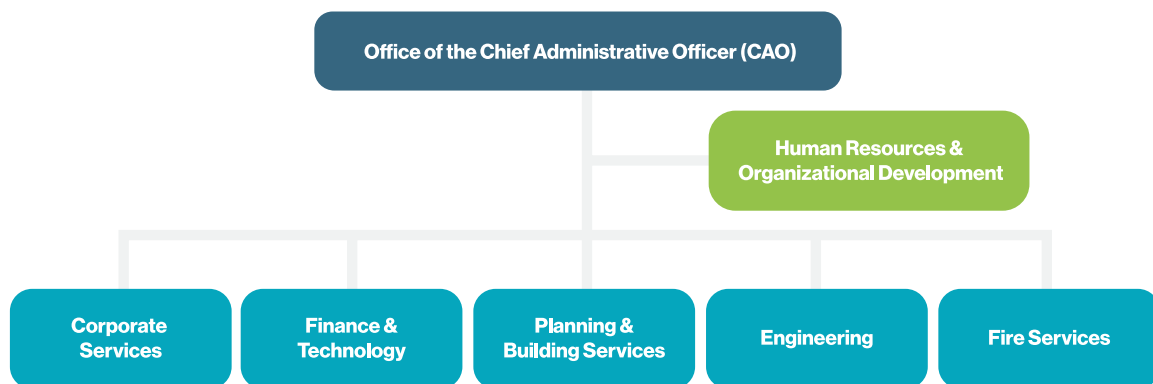 Office of the Chief Administrative Officer (CAO)
Human Resources &
Organizational Development
Corporate
Services
Finance &
Technology
Planning &
Building Services
Engineering
Fire Services